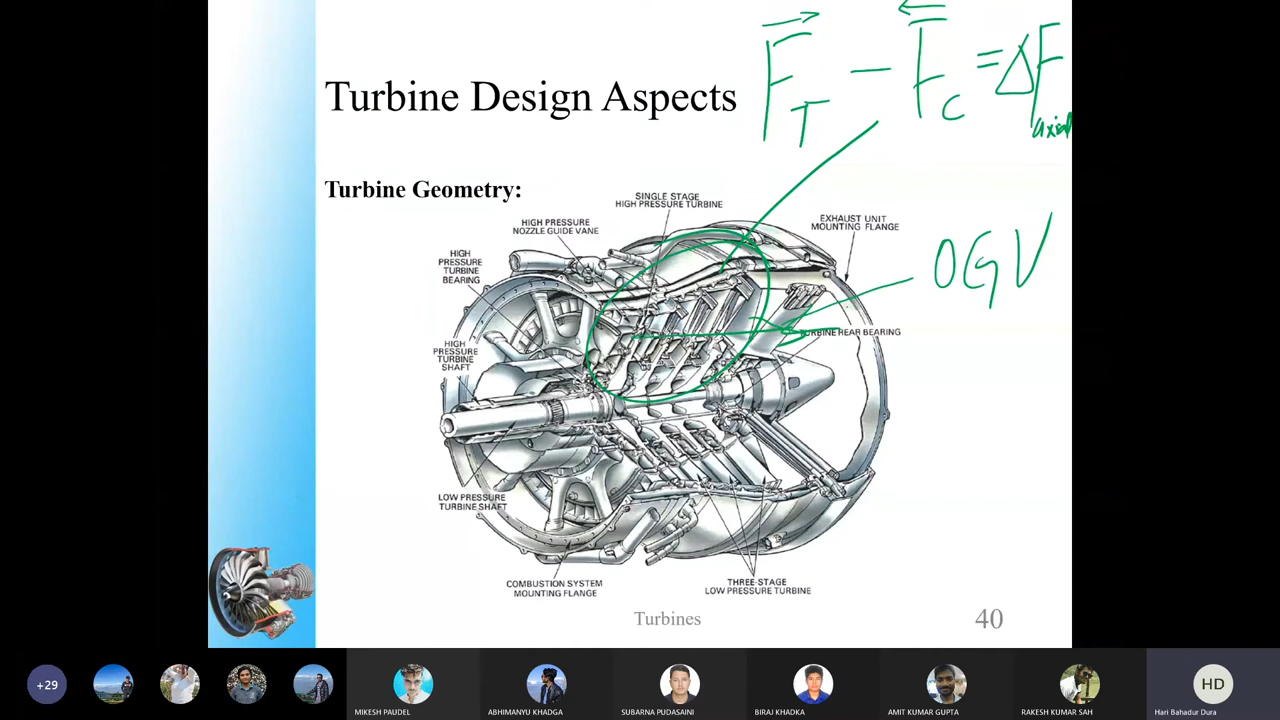 F_T - F_C = ΔF axial
Turbine Design Aspects
Turbine Geometry:
SINGLE STAGE
HIGH PRESSURE TURBINE
HIGH PRESSURE
NOZZLE GUIDE VANE
EXHAUST UNIT
MOUNTING FLANGE
HIGH
PRESSURE
TURBINE
BEARING
OGV
TURBINE REAR BEARING
HIGH
PRESSURE
TURBINE
SHAFT
LOW PRESSURE
TURBINE SHAFT
COMBUSTION SYSTEM
MOUNTING FLANGE
THREE-STAGE
LOW PRESSURE TURBINE
Turbines
40
+29
MIKESH PAUDEL
ABHIMANYU KHADGA
SUBARNA PUDASAINI
BIRAJ KHADKA
AMIT KUMAR GUPTA
RAKESH KUMAR SAH
HD
Hari Bahadur Dura